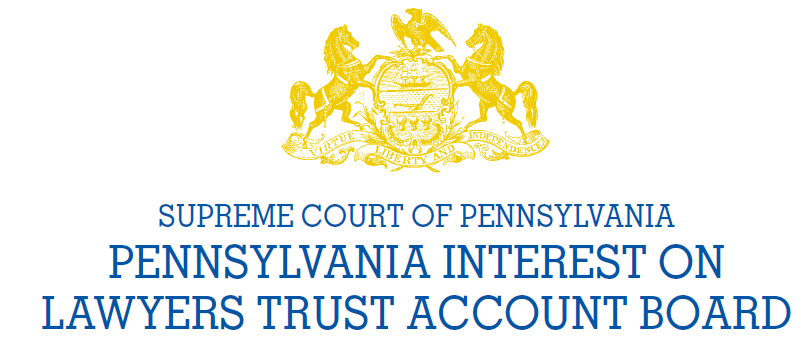 VIRTUE LIBERTY AND INDEPENDENCE
SUPREME COURT OF PENNSYLVANIA
PENNSYLVANIA INTEREST ON
LAWYERS TRUST ACCOUNT BOARD